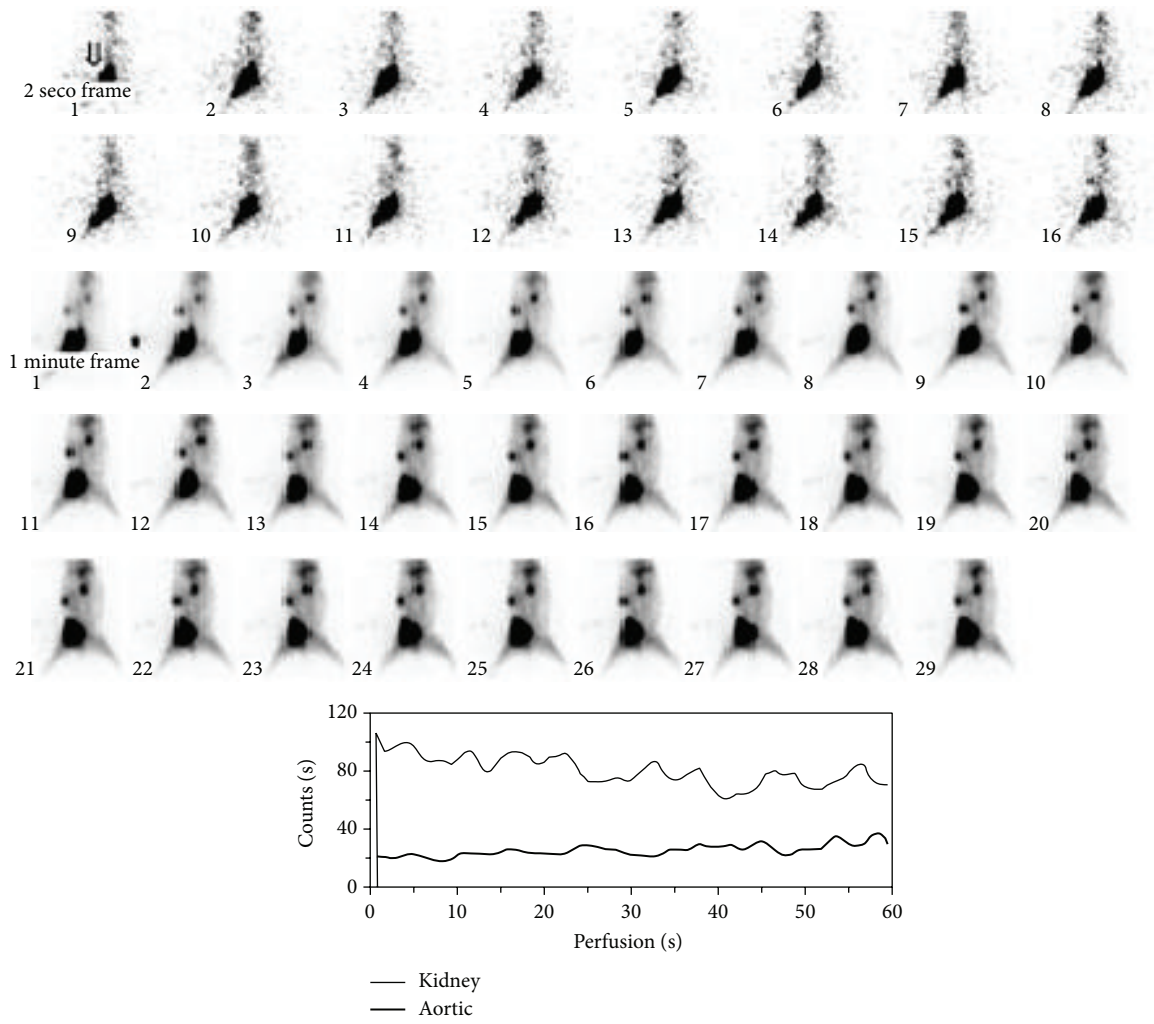 2 seco frame
1 2 3 4 5 6 7 8
9 10 11 12 13 14 15 16
1 minute frame
1 2 3 4 5 6 7 8 9 10
11 12 13 14 15 16 17 18 19 20
21 22 23 24 25 26 27 28 29
120
80
40
0
Counts (s)
0 10 20 30 40 50 60
Perfusion (s)
Kidney
Aortic